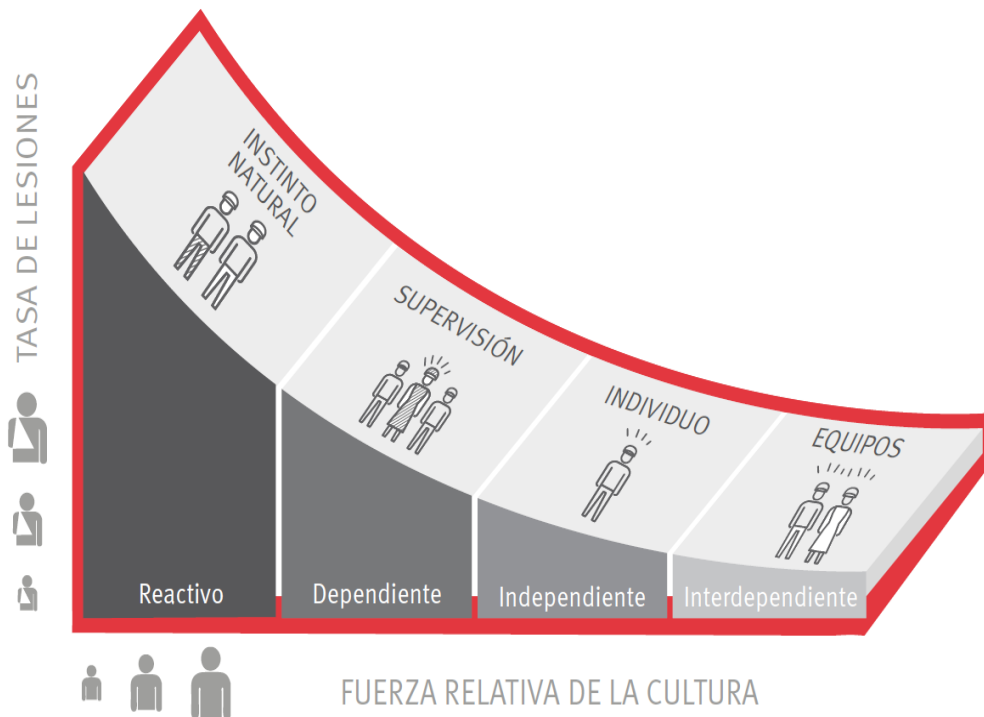 TASA DE LESIONES
INSTINTO
NATURAL
SUPERVISIÓN
INDIVIDUO
EQUIPOS
Reactivo
Dependiente
Independiente
Interdependiente
FUERZA RELATIVA DE LA CULTURA